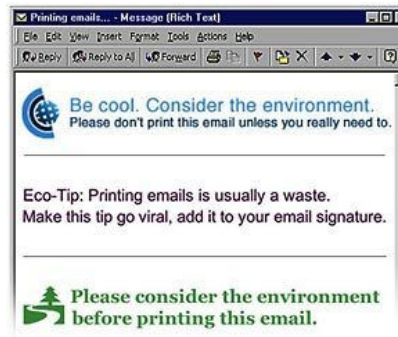 Printing emails... - Message (Rich Text)
File Edit View Insert Format Tools Actions Help
Reply Reply to All Forward
Be cool. Consider the environment.
Please don't print this email unless you really need to.
Eco-Tip: Printing emails is usually a waste.
Make this tip go viral, add it to your email signature.
Please consider the environment
before printing this email.